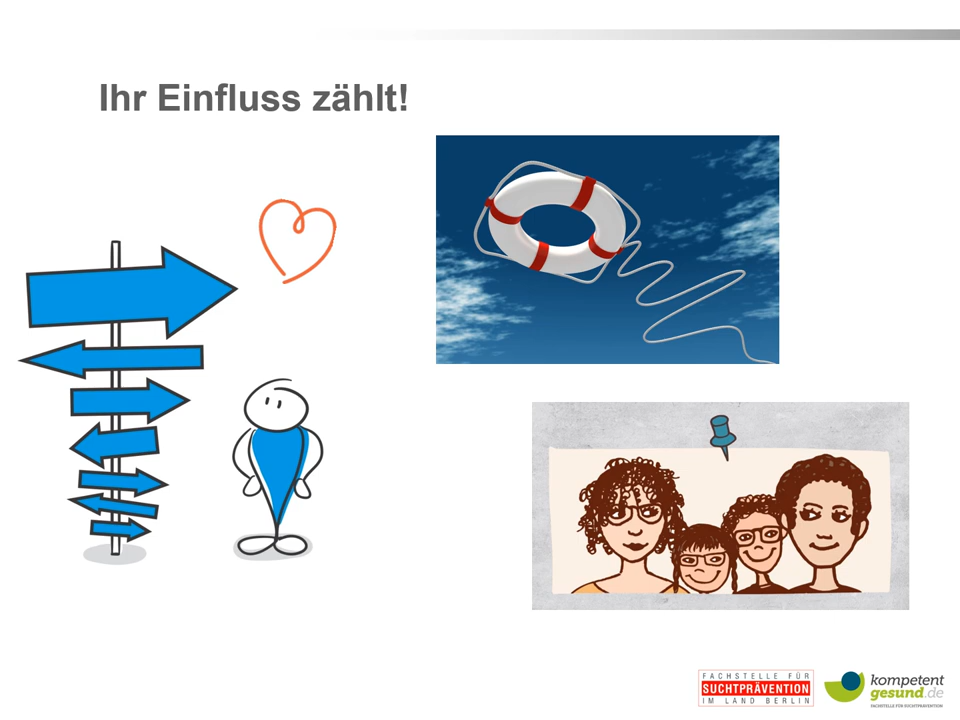 Ihr Einfluss zählt!
FACHSTELLE FÜR
SUCHTPRÄVENTION
IM LAND BERLIN
kompetent
gesund.de
FACHSTELLE FÜR SUCHTPRÄVENTION